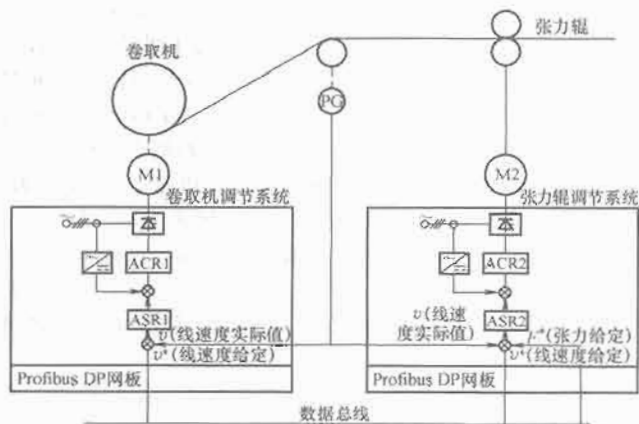 卷取机
张力辊
PG
M1
M2
卷取机调节系统
张力辊调节系统
ACR1
ACR2
ASR1
υ(线速度实际值)
υ*(线速度给定)
υ(线速
度实际值)
ASR2
(张力给定)
υ*(线速度给定)
Profibus DP网板
Profibus DP网板
数据总线